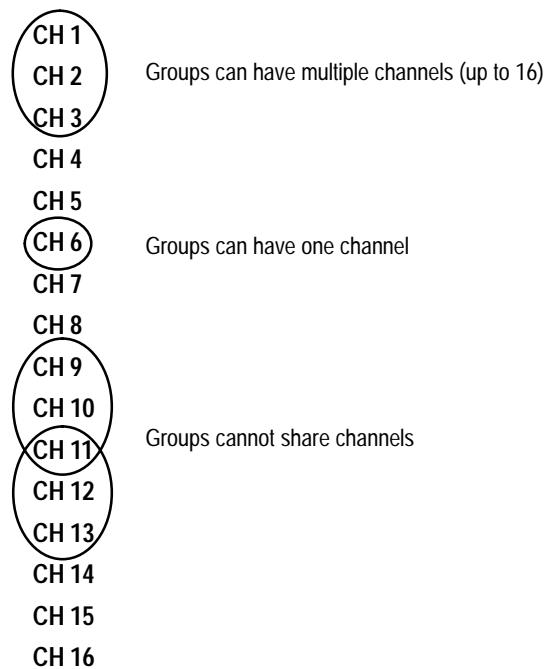 CH 1
CH 2 Groups can have multiple channels (up to 16)
CH 3
CH 4
CH 5
CH 6 Groups can have one channel
CH 7
CH 8
CH 9
CH 10
CH 11 Groups cannot share channels
CH 12
CH 13
CH 14
CH 15
CH 16